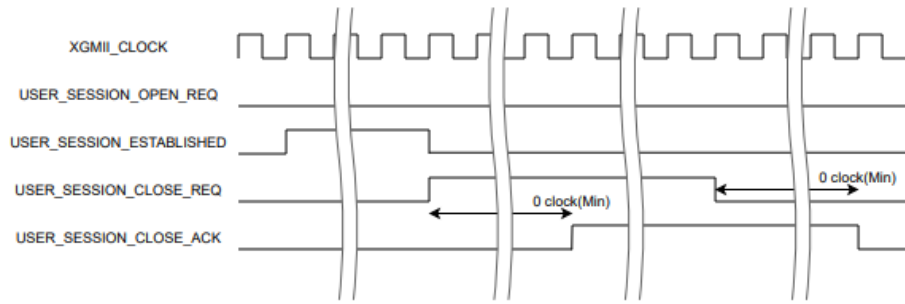 XGMII_CLOCK
USER_SESSION_OPEN_REQ
USER_SESSION_ESTABLISHED
USER_SESSION_CLOSE_REQ
0 clock(Min)
0 clock(Min)
USER_SESSION_CLOSE_ACK